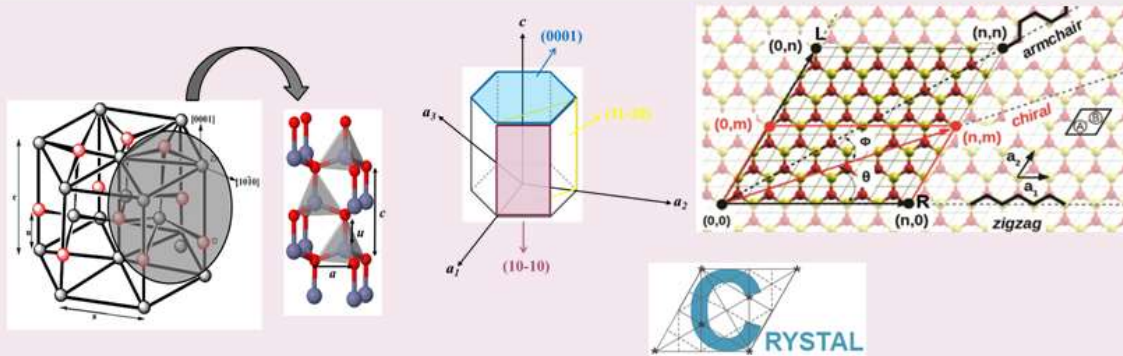 [0001]
[10-10]
c
u
a
c
u
a
c
(0001)
a3
(11-20)
a2
a1
(10-10)
(0,n)
L
(n,n)
armchair
(0,m)
(n,m)
chiral
A
B
Φ
θ
a2
a1
(0,0)
R
(n,0)
zigzag
CRYSTAL